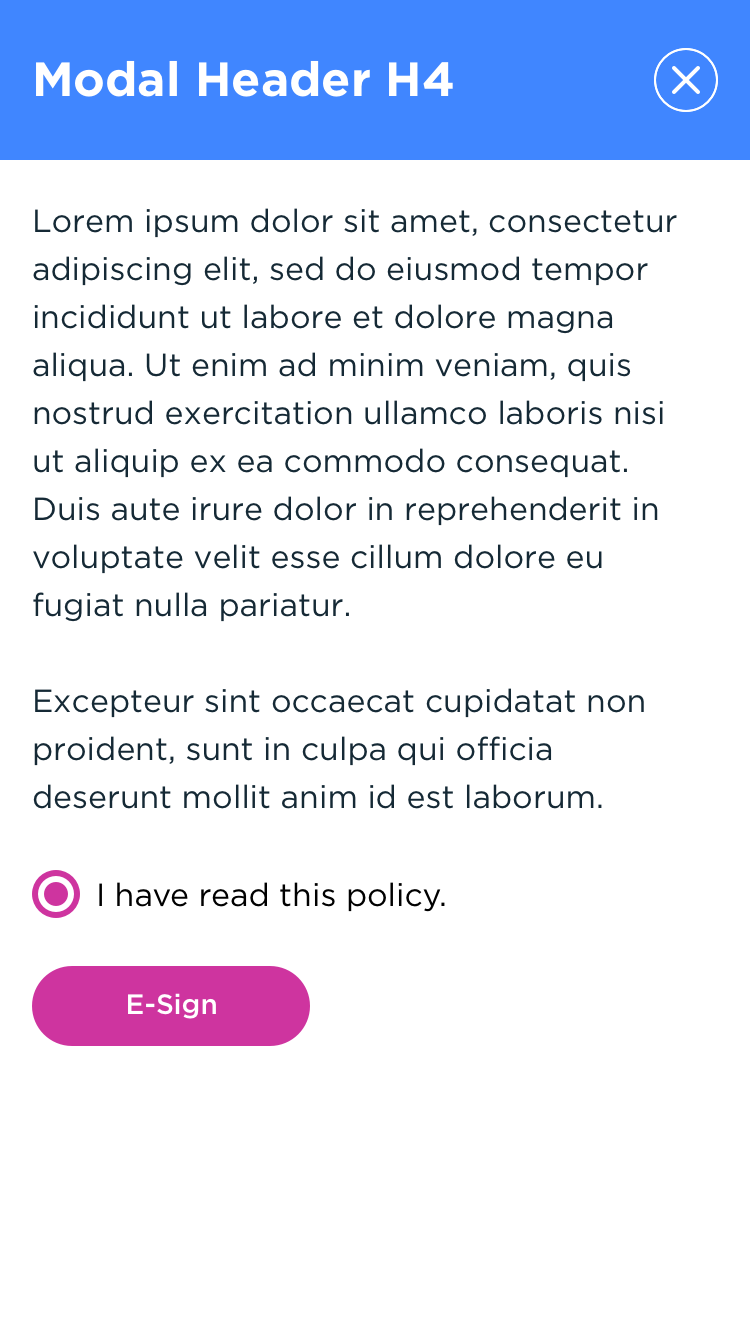 Modal Header H4
Lorem ipsum dolor sit amet, consectetur
adipiscing elit, sed do eiusmod tempor
incididunt ut labore et dolore magna
aliqua. Ut enim ad minim veniam, quis
nostrud exercitation ullamco laboris nisi
ut aliquip ex ea commodo consequat.
Duis aute irure dolor in reprehenderit in
voluptate velit esse cillum dolore eu
fugiat nulla pariatur.
Excepteur sint occaecat cupidatat non
proident, sunt in culpa qui officia
deserunt mollit anim id est laborum.
I have read this policy.
E-Sign